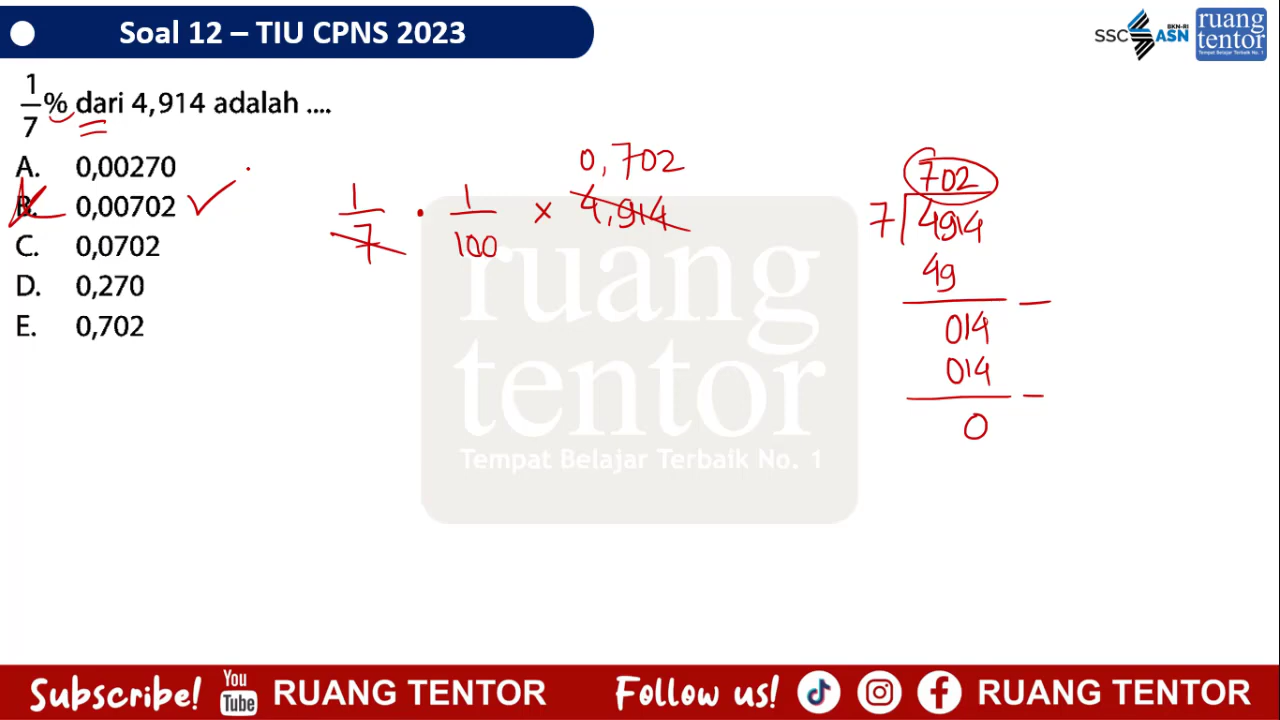 Soal 12 – TIU CPNS 2023
SSC BKN-RI ASN
ruang tentor
Tempat Belajar Terbaik No. 1
1/7 % dari 4,914 adalah ....
A. 0,00270
B. 0,00702 ✓
C. 0,0702
D. 0,270
E. 0,702
0,702
1/7 · 1/100 × 4,914
702
7 4914
49
014
014
0
ruang
tentor
Tempat Belajar Terbaik No. 1
Subscribe! You Tube RUANG TENTOR Follow us! RUANG TENTOR